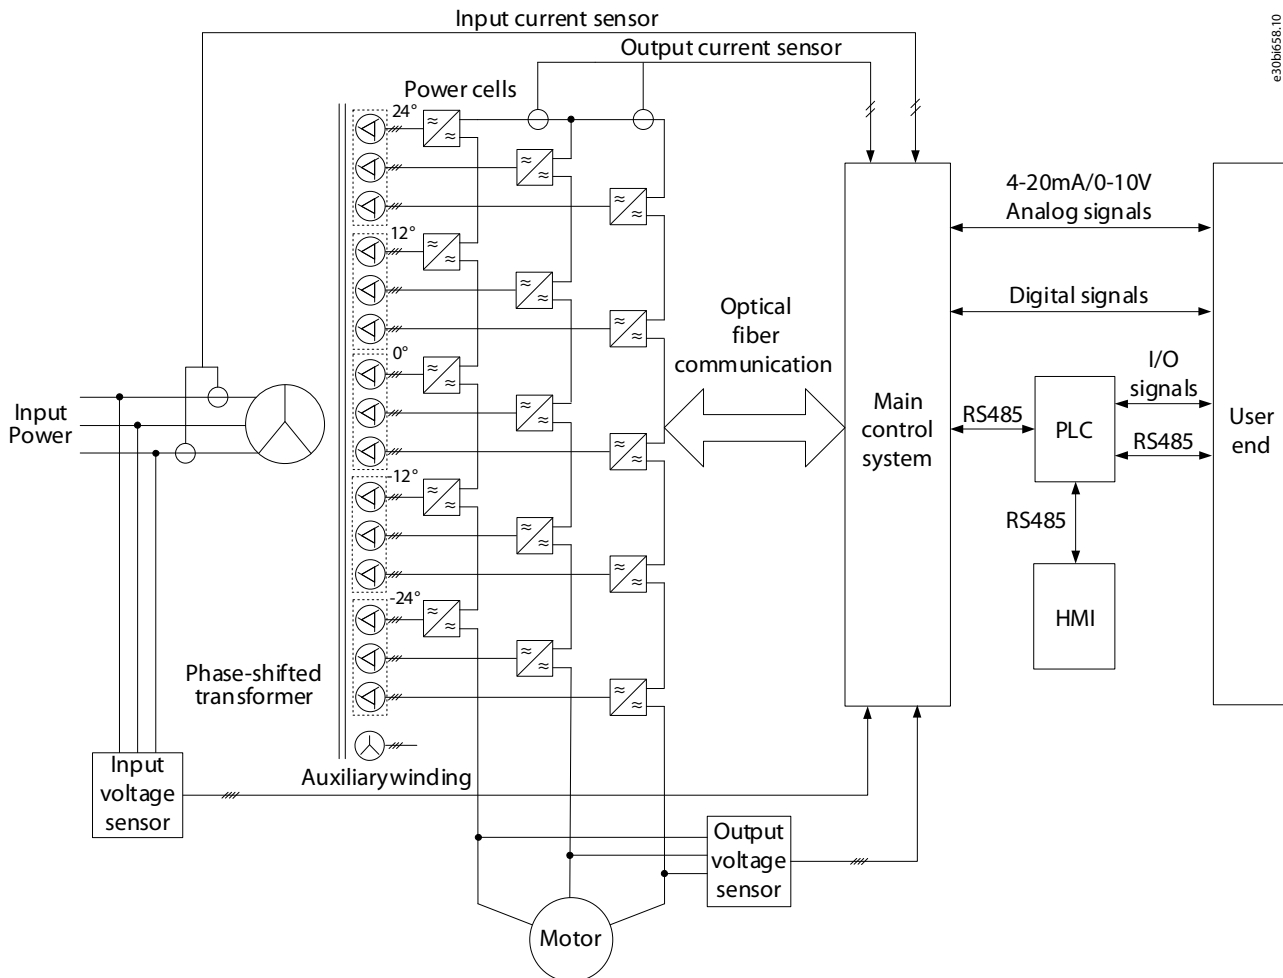 Input current sensor
e30bi658.10
Output current sensor
Power cells
24°
4-20mA/0-10V
Analog signals
12°
Digital signals
Optical
fiber
communication
0°
I/O
signals
Input
Power
Main
control
system
RS485
PLC
RS485
User
end
-12°
RS485
-24°
HMI
Phase-shifted
transformer
Auxiliary winding
Input
voltage
sensor
Output
voltage
sensor
Motor